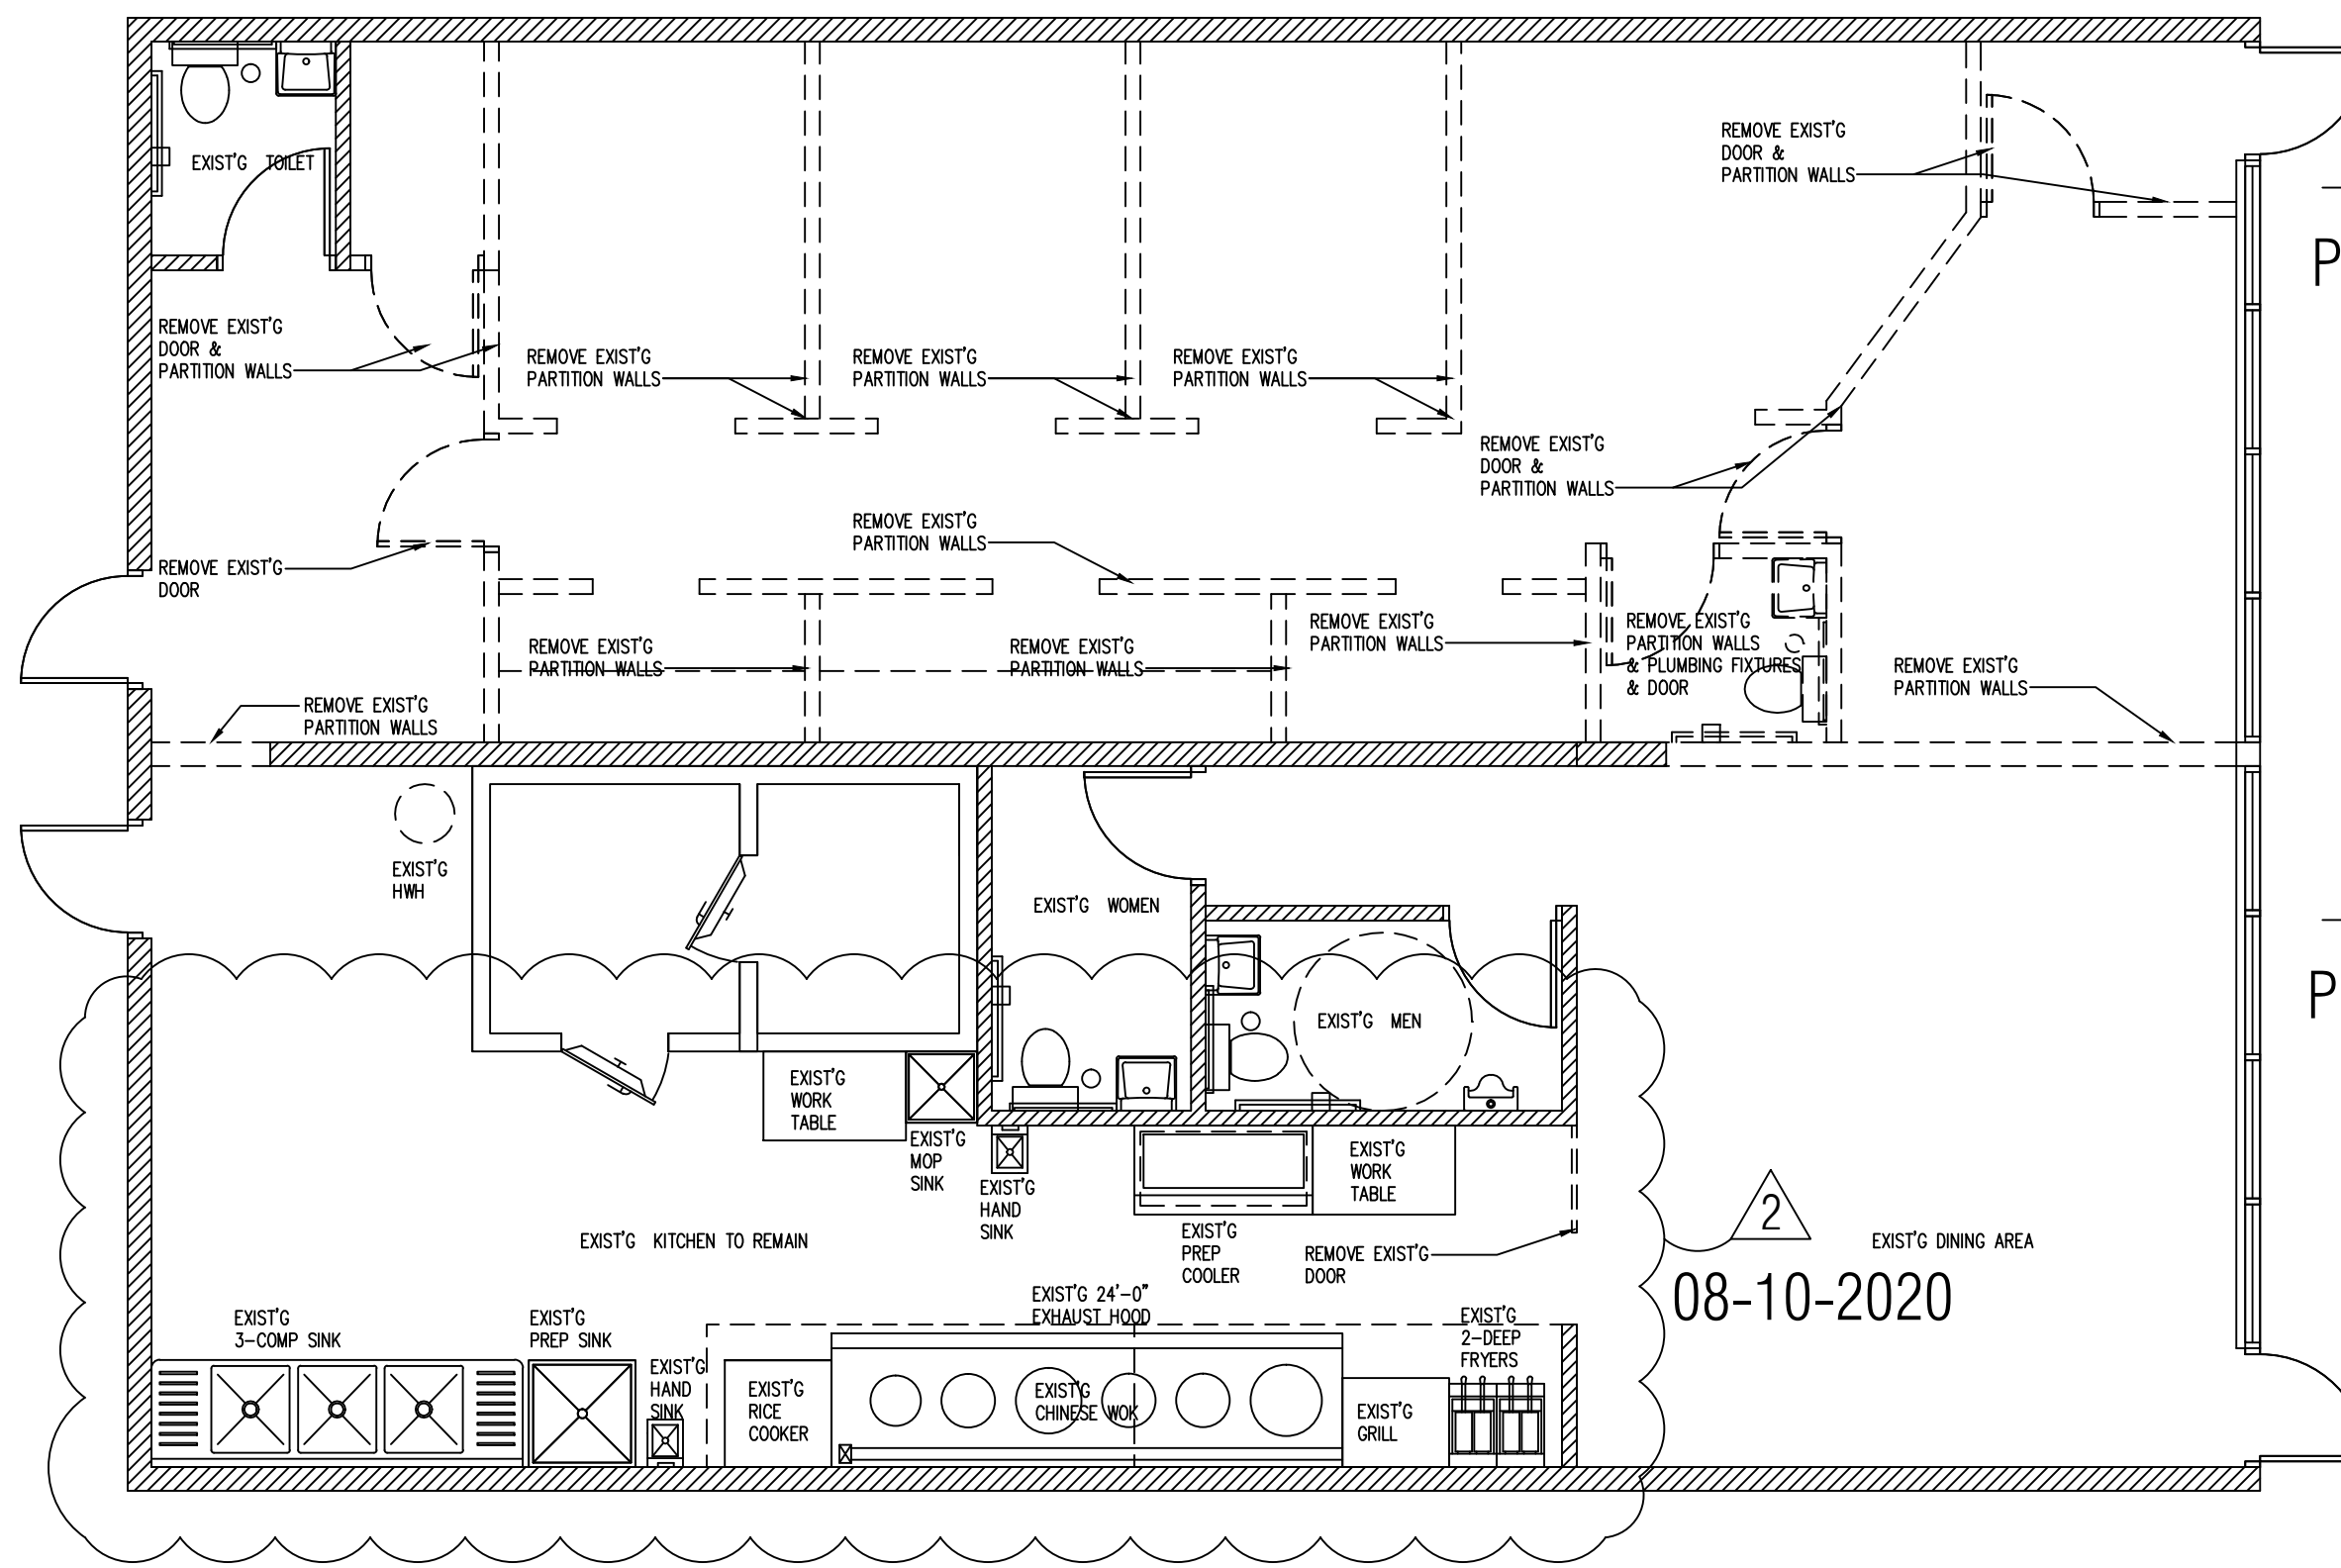 EXIST'G TOILET
REMOVE EXIST'G
DOOR &
PARTITION WALLS
P
REMOVE EXIST'G
DOOR &
PARTITION WALLS
REMOVE EXIST'G
PARTITION WALLS
REMOVE EXIST'G
PARTITION WALLS
REMOVE EXIST'G
PARTITION WALLS
REMOVE EXIST'G
DOOR &
PARTITION WALLS
REMOVE EXIST'G
PARTITION WALLS
REMOVE EXIST'G
DOOR
REMOVE EXIST'G
PARTITION WALLS
REMOVE EXIST'G
PARTITION WALLS
REMOVE EXIST'G
PARTITION WALLS
REMOVE EXIST'G
PARTITION WALLS
& PLUMBING FIXTURES
& DOOR
REMOVE EXIST'G
PARTITION WALLS
REMOVE EXIST'G
PARTITION WALLS
EXIST'G
HWH
EXIST'G WOMEN
P
EXIST'G MEN
EXIST'G
WORK
TABLE
EXIST'G
MOP
SINK
EXIST'G
HAND
SINK
EXIST'G
WORK
TABLE
EXIST'G
PREP
COOLER
REMOVE EXIST'G
DOOR
2
08-10-2020
EXIST'G DINING AREA
EXIST'G KITCHEN TO REMAIN
EXIST'G 24'-0"
EXHAUST HOOD
EXIST'G
3-COMP SINK
EXIST'G
PREP SINK
EXIST'G
HAND
SINK
EXIST'G
RICE
COOKER
EXIST'G
CHINESE WOK
EXIST'G
GRILL
EXIST'G
2-DEEP
FRYERS